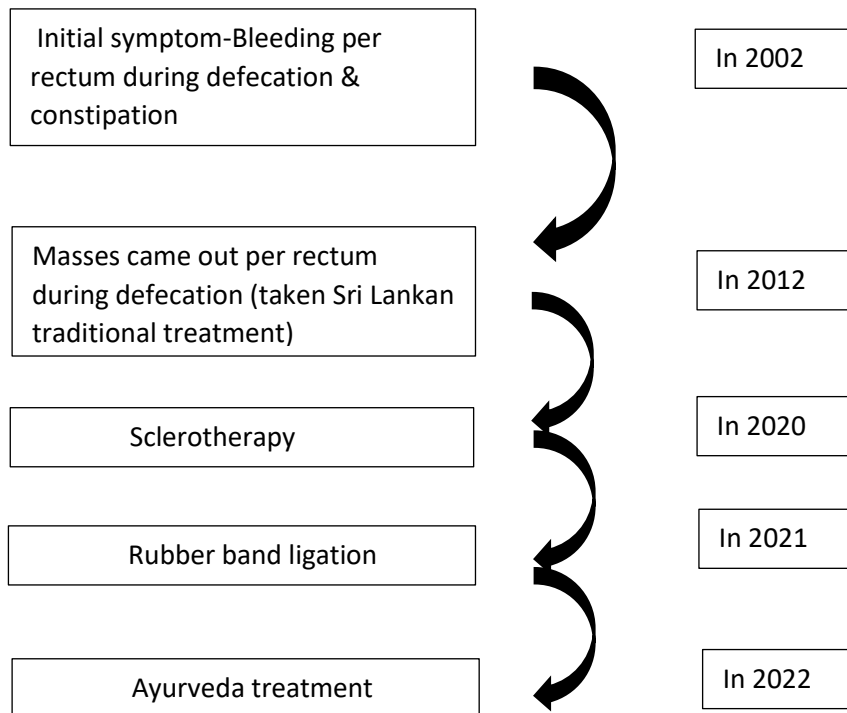 Initial symptom-Bleeding per
rectum during defecation &
constipation
In 2002
Masses came out per rectum
during defecation (taken Sri Lankan
traditional treatment)
In 2012
Sclerotherapy
In 2020
Rubber band ligation
In 2021
Ayurveda treatment
In 2022